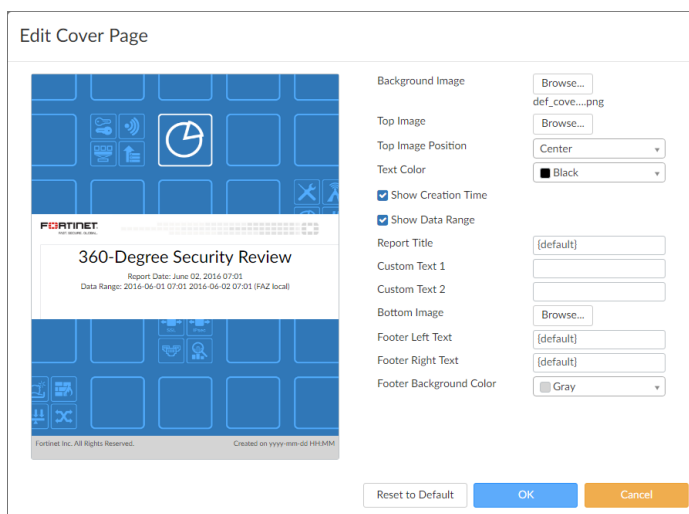 Edit Cover Page
FORTINET
360-Degree Security Review
Report Date: June 02, 2016 07:01
Data Range: 2016-06-01 07:01 2016-06-02 07:01 (FAZ local)
Fortinet Inc. All Rights Reserved.
Created on yyyy-mm-dd HH:MM
Background Image
Browse...
def_cove....png
Top Image
Browse...
Top Image Position
Center
Text Color
Black
Show Creation Time
Show Data Range
Report Title
{default}
Custom Text 1
Custom Text 2
Bottom Image
Browse...
Footer Left Text
{default}
Footer Right Text
{default}
Footer Background Color
Gray
Reset to Default
OK
Cancel